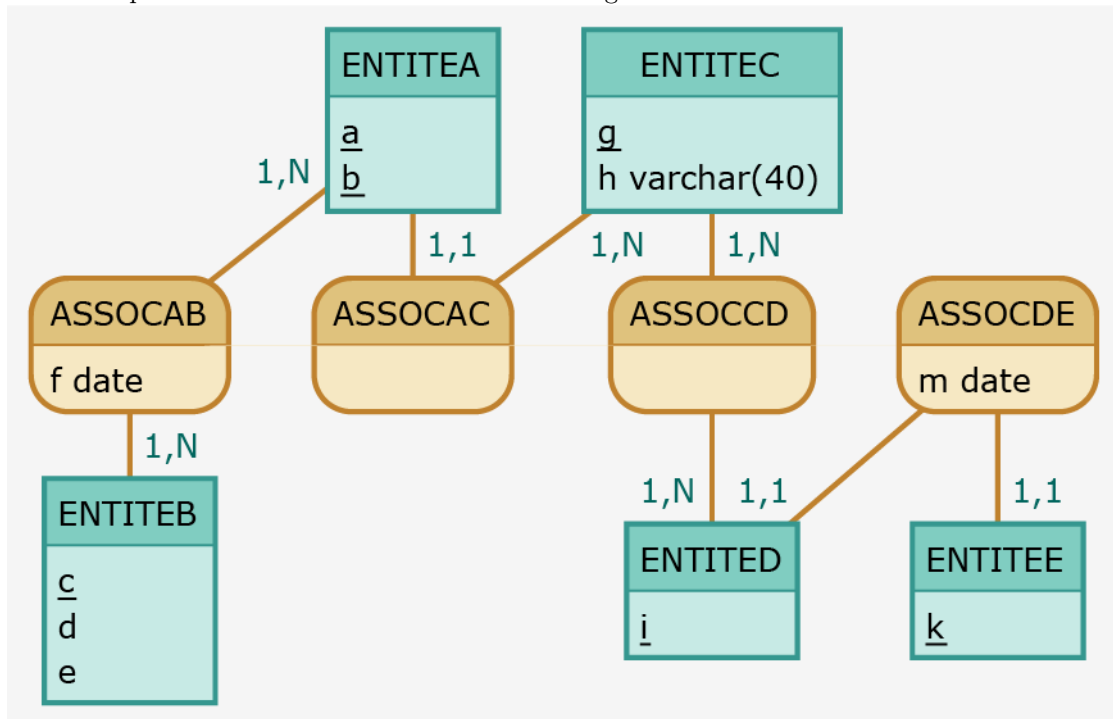 ENTITEA
a
b
ENTITEC
g
h varchar(40)
1,N
1,1
1,N
1,N
ASSOCAB
f date
ASSOCAC
ASSOCCD
ASSOCDE
m date
1,N
1,N
1,1
1,1
ENTITEB
c
d
e
ENTITED
i
ENTITEE
k